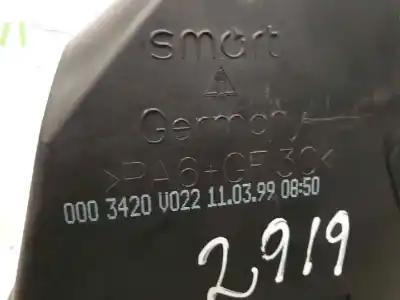 smart
Germany
>PA6+GF30<
000 3420 V022 11.03.99 08:50
2919